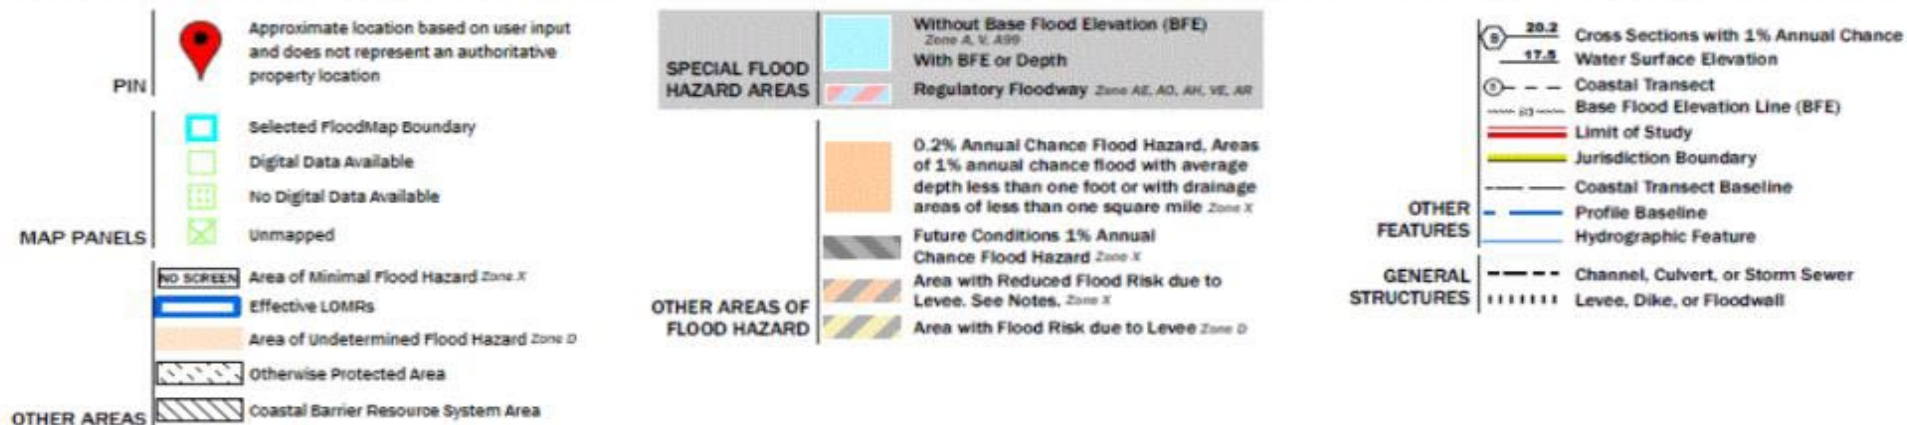 PIN
Approximate location based on user input
and does not represent an authoritative
property location
MAP PANELS
Selected FloodMap Boundary
Digital Data Available
No Digital Data Available
Unmapped
OTHER AREAS
NO SCREEN Area of Minimal Flood Hazard Zone X
Effective LOMRs
Area of Undetermined Flood Hazard Zone D
Otherwise Protected Area
Coastal Barrier Resource System Area
SPECIAL FLOOD
HAZARD AREAS
Without Base Flood Elevation (BFE)
Zone A, V, A99
With BFE or Depth
Regulatory Floodway Zone AE, AO, AH, VE, AR
OTHER AREAS OF
FLOOD HAZARD
0.2% Annual Chance Flood Hazard, Areas
of 1% annual chance flood with average
depth less than one foot or with drainage
areas of less than one square mile Zone X
Future Conditions 1% Annual
Chance Flood Hazard Zone X
Area with Reduced Flood Risk due to
Levee. See Notes. Zone X
Area with Flood Risk due to Levee Zone D
OTHER
FEATURES
B 20.2 Cross Sections with 1% Annual Chance
17.5 Water Surface Elevation
Coastal Transect
Base Flood Elevation Line (BFE)
Limit of Study
Jurisdiction Boundary
Coastal Transect Baseline
Profile Baseline
Hydrographic Feature
GENERAL
STRUCTURES
Channel, Culvert, or Storm Sewer
Levee, Dike, or Floodwall